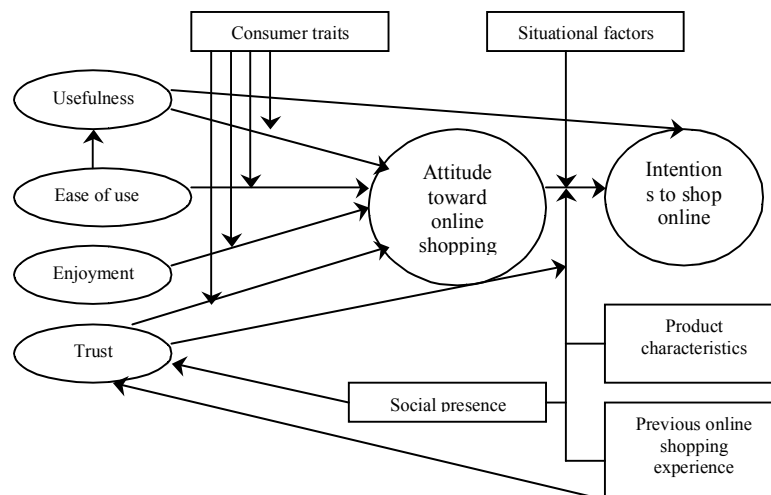 Consumer traits
Situational factors
Usefulness
Ease of use
Enjoyment
Trust
Attitude
toward
online
shopping
Intention
s to shop
online
Product
characteristics
Social presence
Previous online
shopping
experience